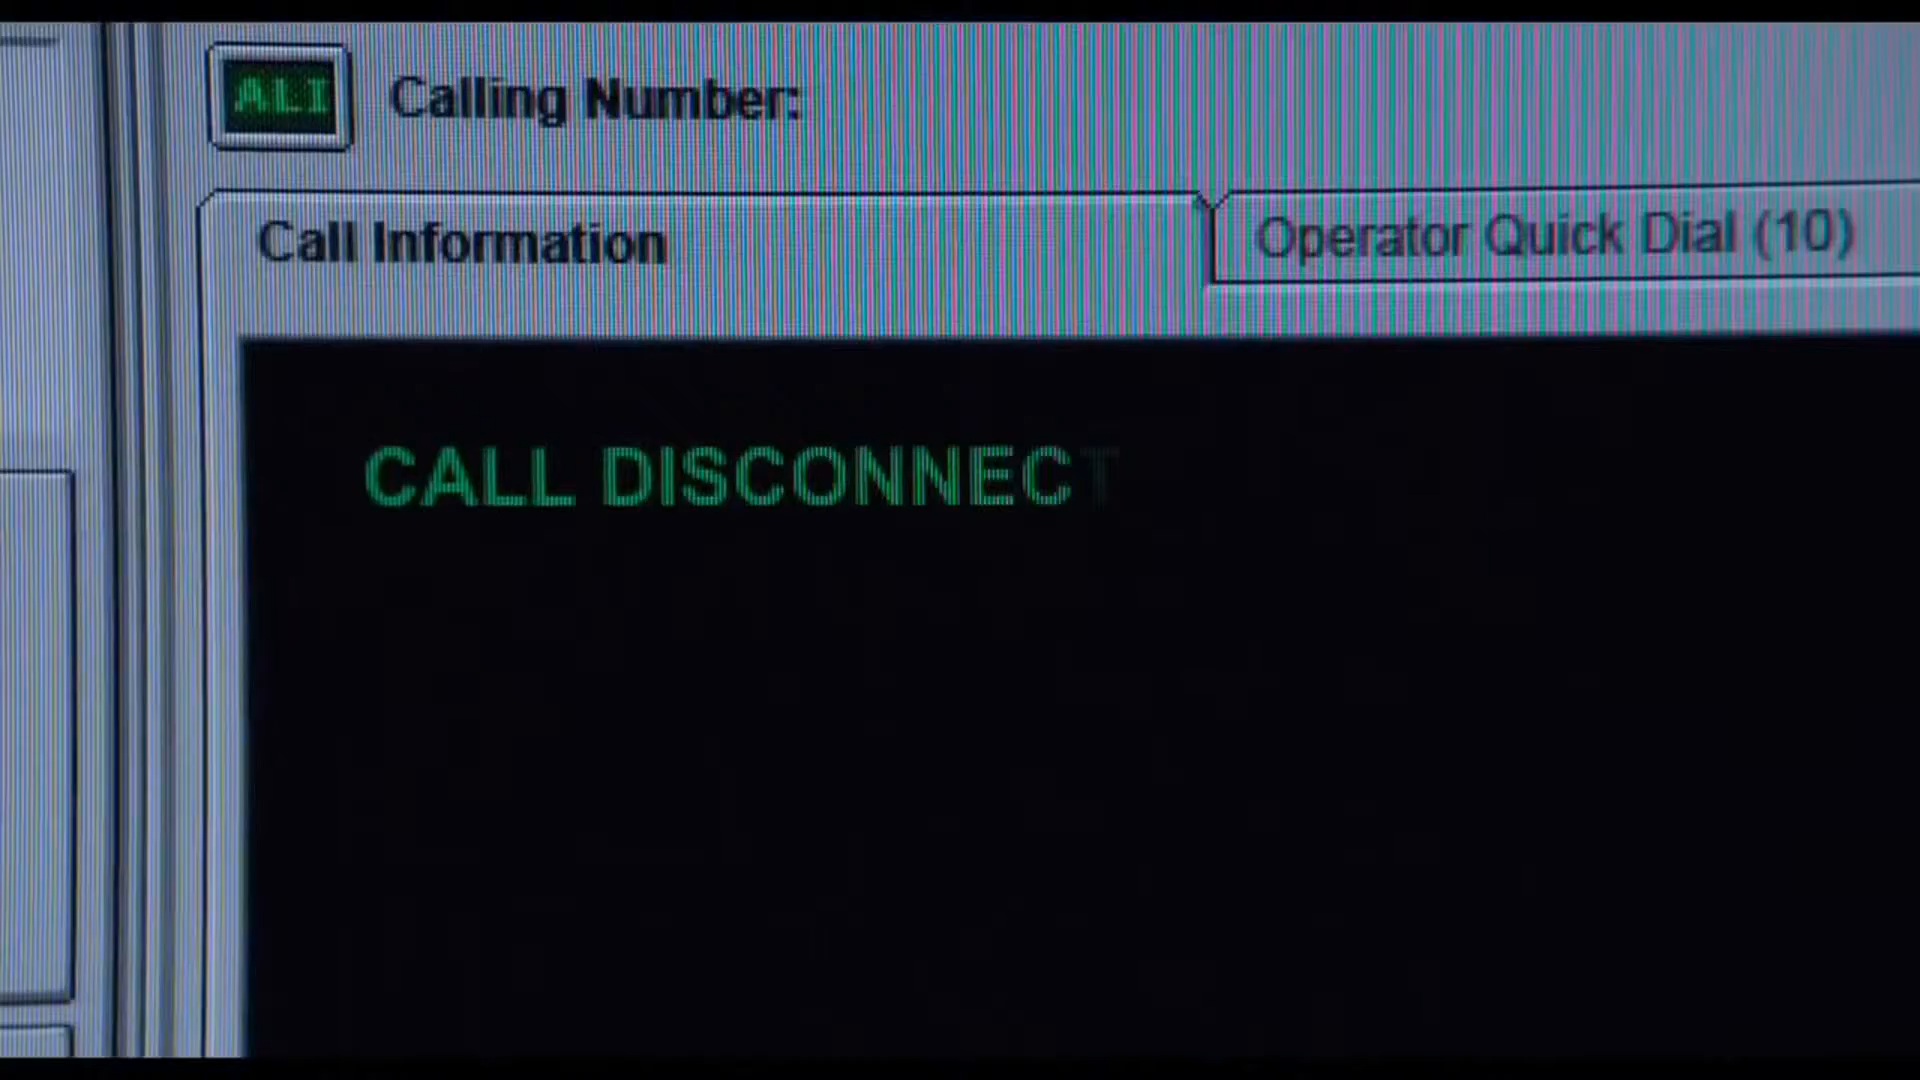 ALI
Calling Number:
Call Information
Operator Quick Dial (10)
CALL DISCONNECT